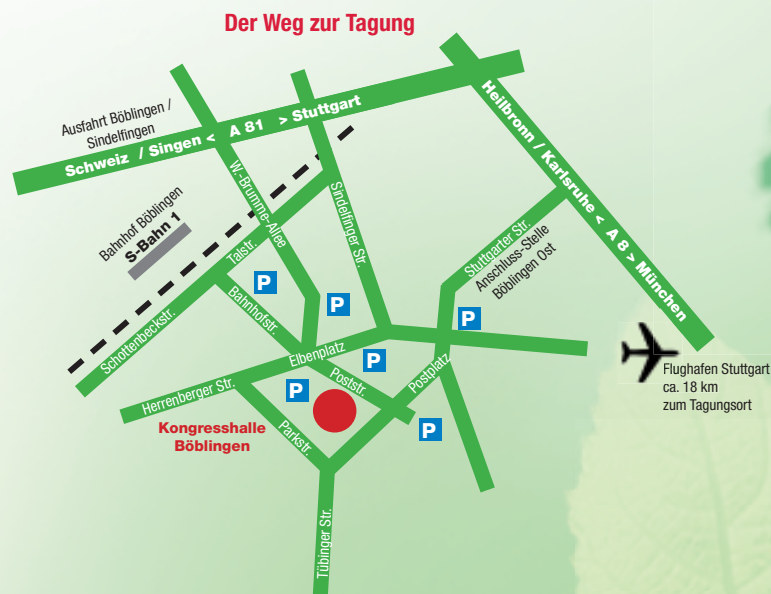 Der Weg zur Tagung
Ausfahrt Böblingen /
Sindelfingen
Schweiz / Singen < A 81 > Stuttgart
Heilbronn / Karlsruhe < A 8 > München
Bahnhof Böblingen
S-Bahn 1
W.-Brumme-Allee
Sindelfinger Str.
Talstr.
Stuttgarter Str.
Anschluss-Stelle
Böblingen Ost
P
Bahnhofstr.
P
P
Schottenbeckstr.
Elbenplatz
P
Postplatz
Flughafen Stuttgart
ca. 18 km
zum Tagungsort
Herrenberger Str.
P
Poststr.
Kongresshalle
Böblingen
Parkstr.
P
Tübinger Str.